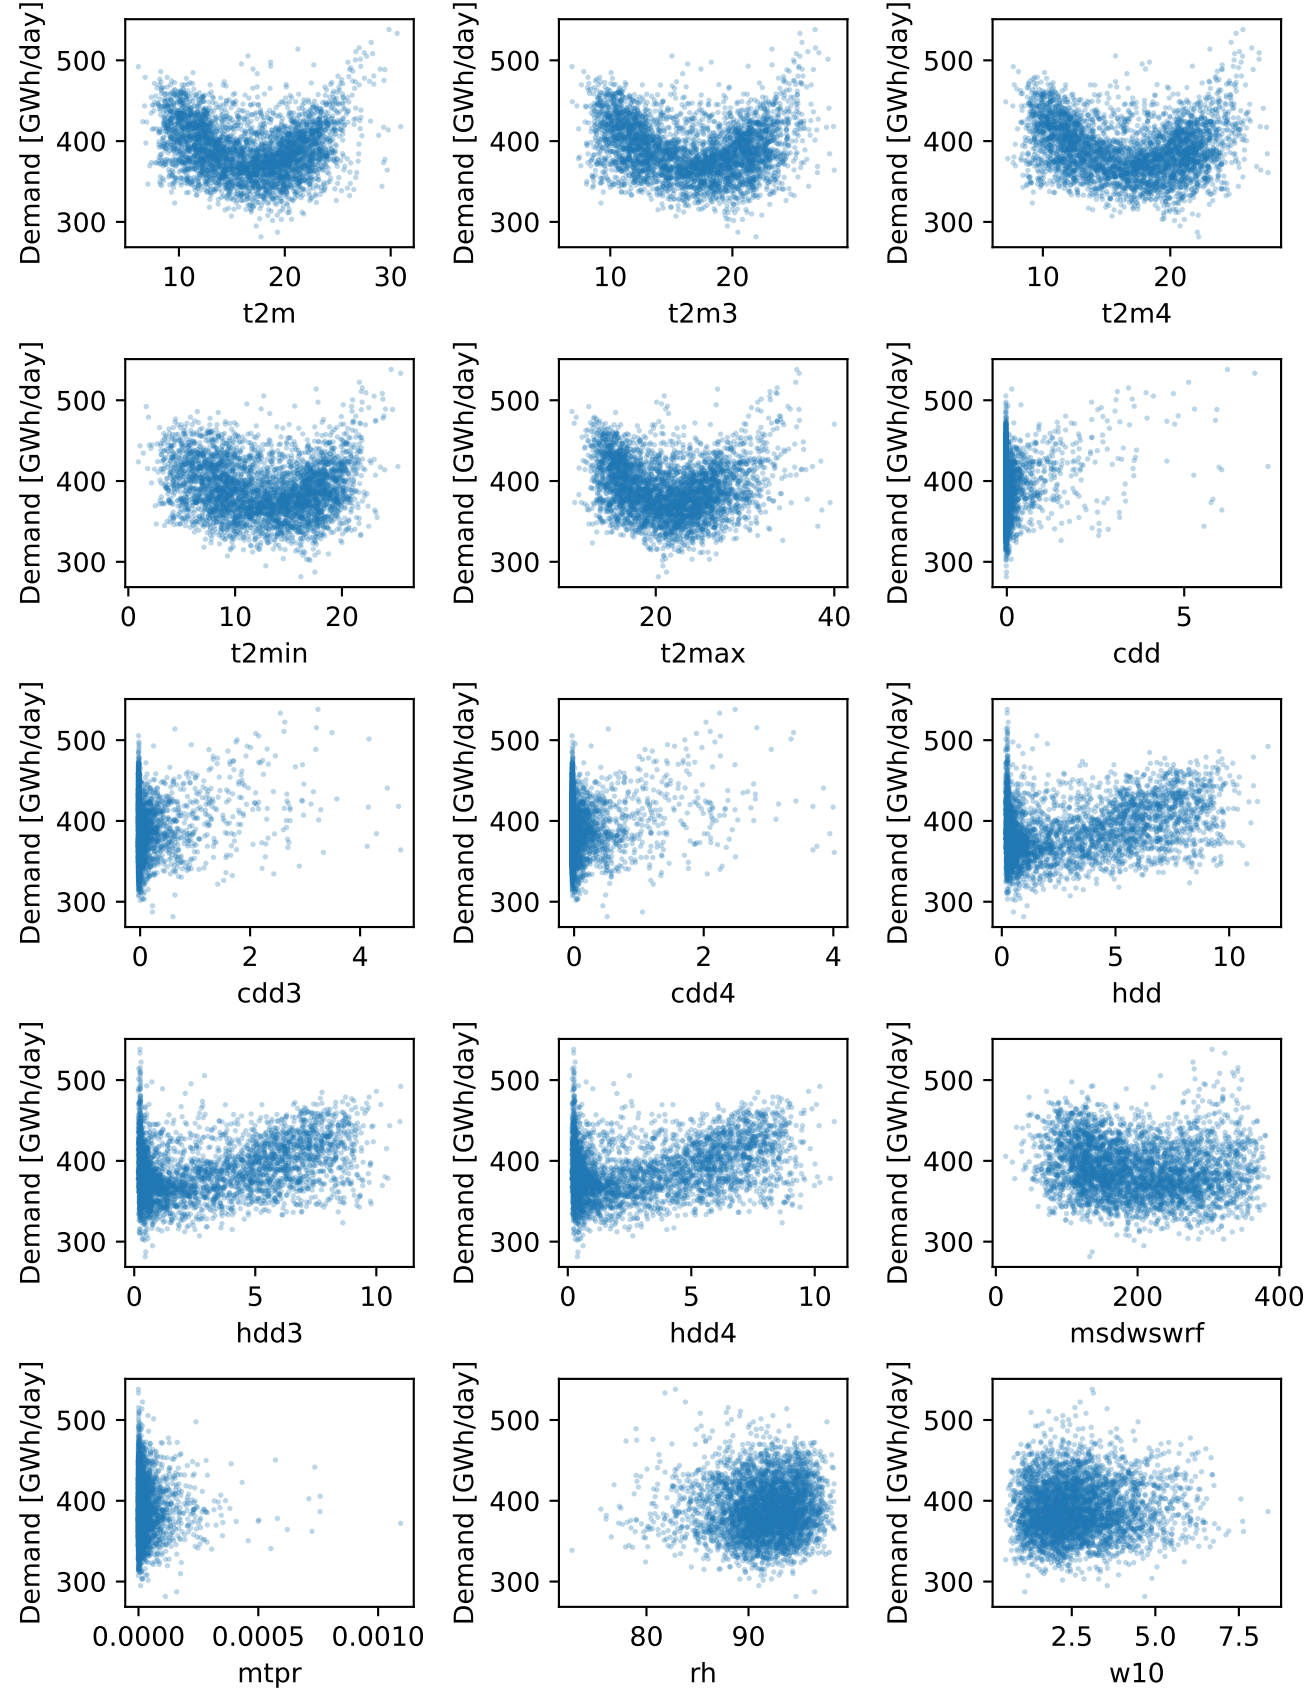 Demand [GWh/day]
500
400
300
10 20 30
t2m
Demand [GWh/day]
500
400
300
10 20
t2m3
Demand [GWh/day]
500
400
300
10 20
t2m4
Demand [GWh/day]
500
400
300
0 10 20
t2min
Demand [GWh/day]
500
400
300
20 40
t2max
Demand [GWh/day]
500
400
300
0 5
cdd
Demand [GWh/day]
500
400
300
0 2 4
cdd3
Demand [GWh/day]
500
400
300
0 2 4
cdd4
Demand [GWh/day]
500
400
300
0 5 10
hdd
Demand [GWh/day]
500
400
300
0 5 10
hdd3
Demand [GWh/day]
500
400
300
0 5 10
hdd4
Demand [GWh/day]
500
400
300
0 200 400
msdwswrf
Demand [GWh/day]
500
400
300
0.0000 0.0005 0.0010
mtpr
Demand [GWh/day]
500
400
300
80 90
rh
Demand [GWh/day]
500
400
300
2.5 5.0 7.5
w10